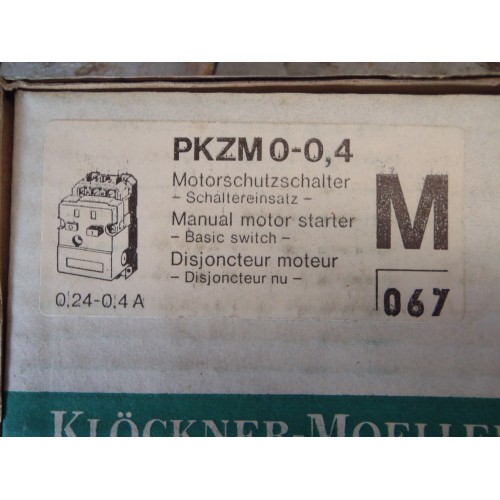 PKZM 0-0,4
Motorschutzschalter
- Schaltereinsatz -
Manual motor starter
- Basic switch -
Disjoncteur moteur
- Disjoncteur nu -
0,24-0,4 A
M
067
KLÖCKNER-MOELLER